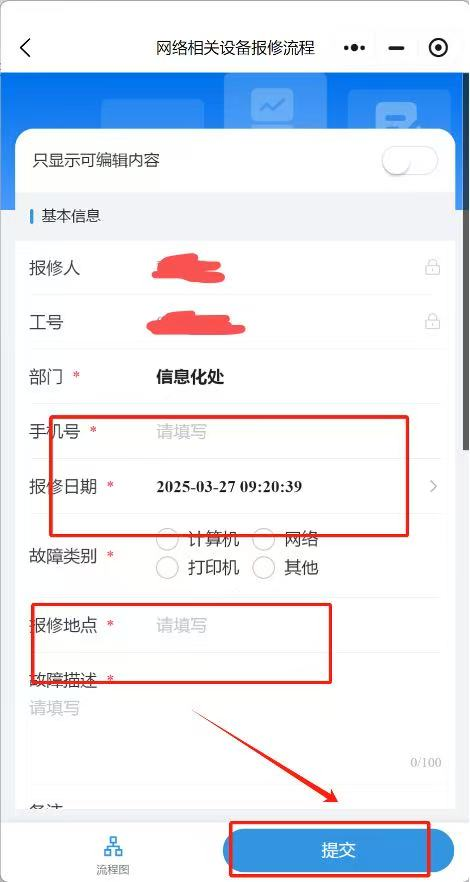 网络相关设备报修流程
只显示可编辑内容
基本信息
报修人
工号
部门 * 信息化处
手机号 * 请填写
报修日期 * 2025-03-27 09:20:39
故障类别 * 计算机 网络
打印机 其他
报修地点 * 请填写
故障描述 *
请填写
0/100
备注
流程图
提交